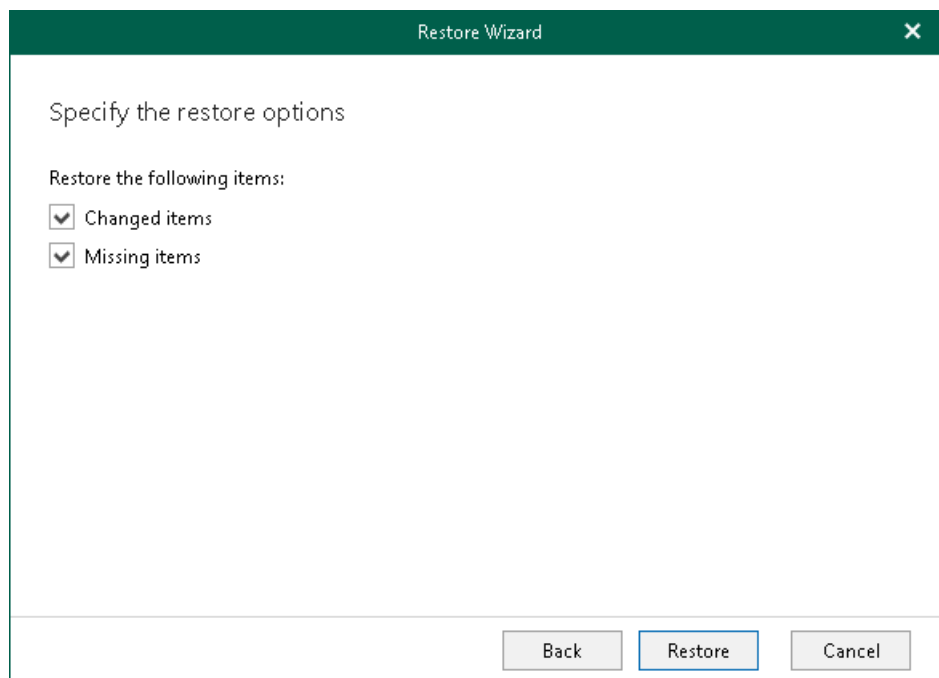 Restore Wizard
Specify the restore options
Restore the following items:
Changed items
Missing items
Back
Restore
Cancel